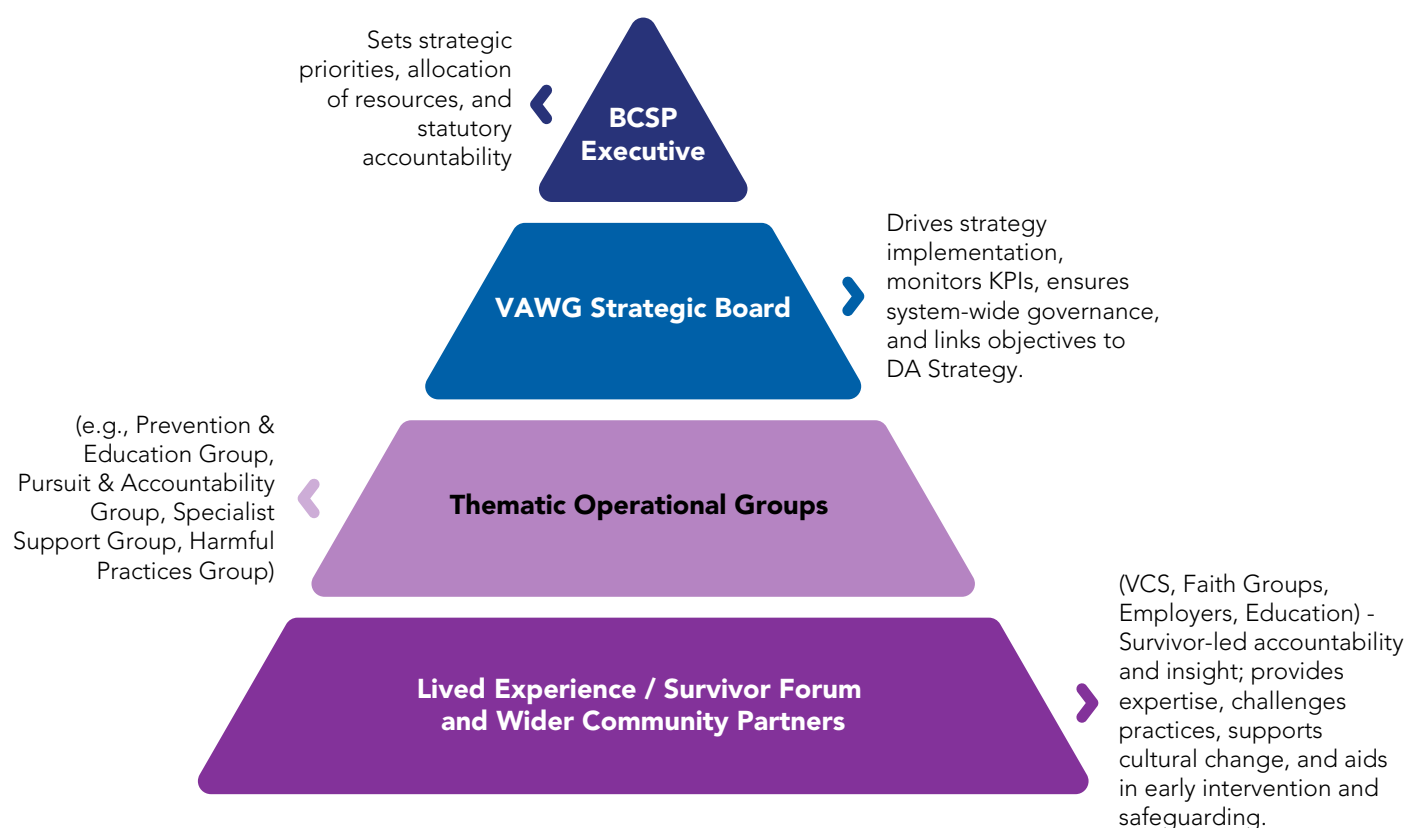 Sets strategic
priorities, allocation
of resources, and
statutory
accountability
BCSP
Executive
Drives strategy
implementation,
monitors KPIs, ensures
system-wide governance,
and links objectives to
DA Strategy.
VAWG Strategic Board
(e.g., Prevention &
Education Group,
Pursuit & Accountability
Group, Specialist
Support Group, Harmful
Practices Group)
Thematic Operational Groups
(VCS, Faith Groups,
Employers, Education) -
Survivor-led accountability
and insight; provides
expertise, challenges
practices, supports
cultural change, and aids
in early intervention and
safeguarding.
Lived Experience / Survivor Forum
and Wider Community Partners